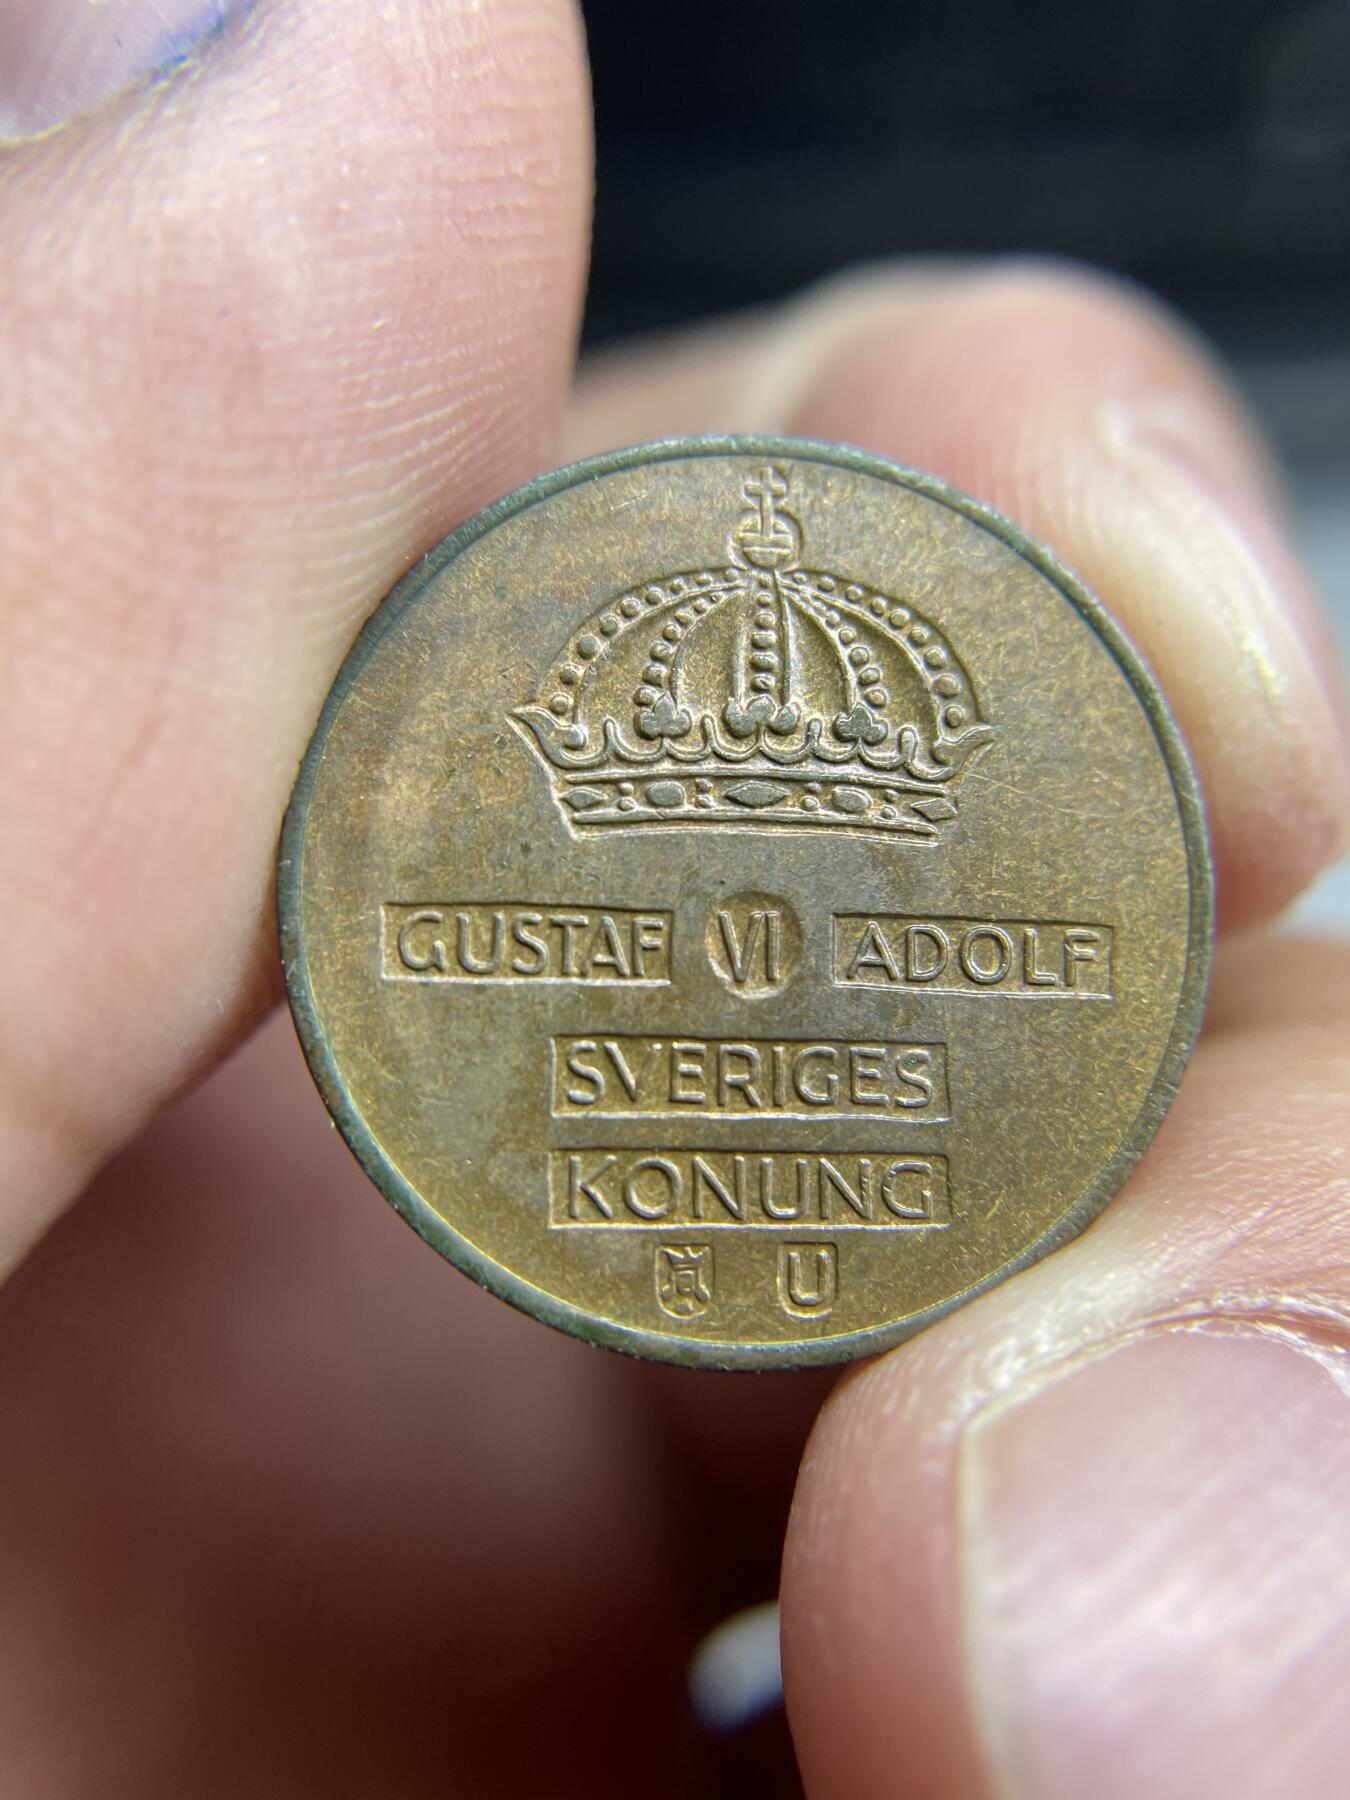 GUSTAF VI ADOLF
SVERIGES
KONUNG
U